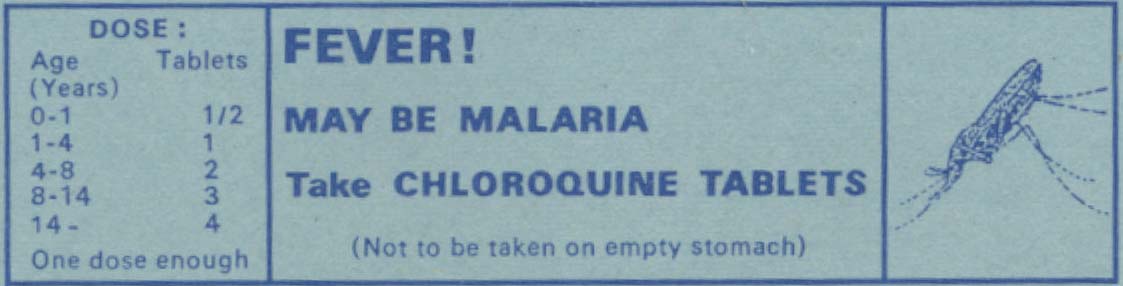 DOSE :
Age Tablets
(Years)
0-1 1/2
1-4 1
4-8 2
8-14 3
14 - 4
One dose enough
FEVER!
MAY BE MALARIA
Take CHLOROQUINE TABLETS
(Not to be taken on empty stomach)